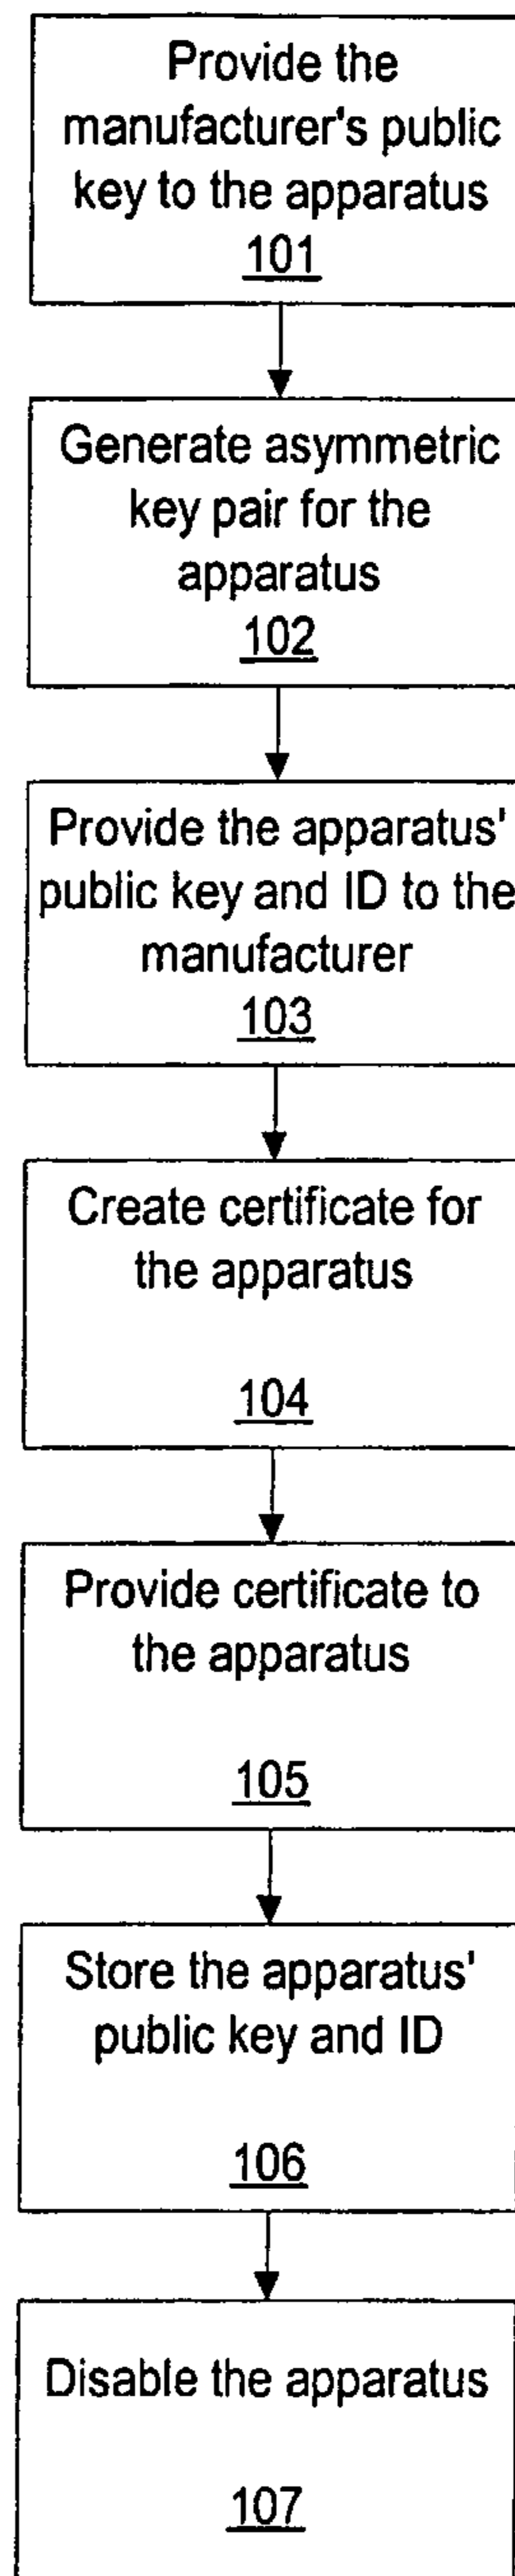 Provide the
manufacturer's public
key to the apparatus
101
Generate asymmetric
key pair for the
apparatus
102
Provide the apparatus'
public key and ID to the
manufacturer
103
Create certificate for
the apparatus
104
Provide certificate to
the apparatus
105
Store the apparatus'
public key and ID
106
Disable the apparatus
107